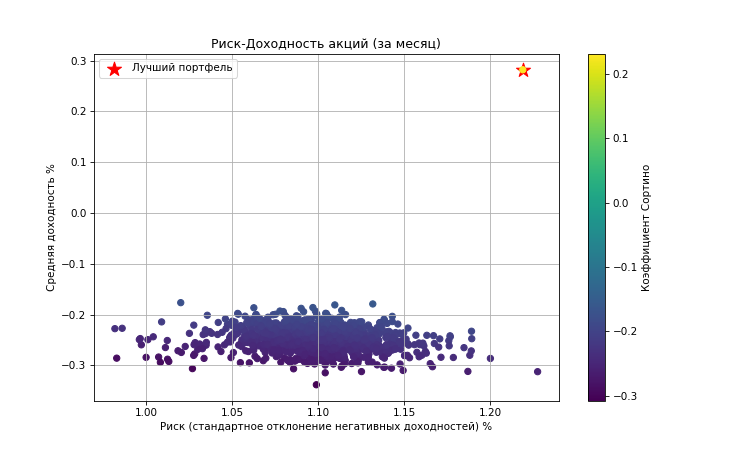 Риск-Доходность акций (за месяц)
Лучший портфель
Средняя доходность %
0.3
0.2
0.1
0.0
−0.1
−0.2
−0.3
1.00 1.05 1.10 1.15 1.20
Риск (стандартное отклонение негативных доходностей) %
0.2
0.1
0.0
−0.1
−0.2
−0.3
Коэффициент Сортино